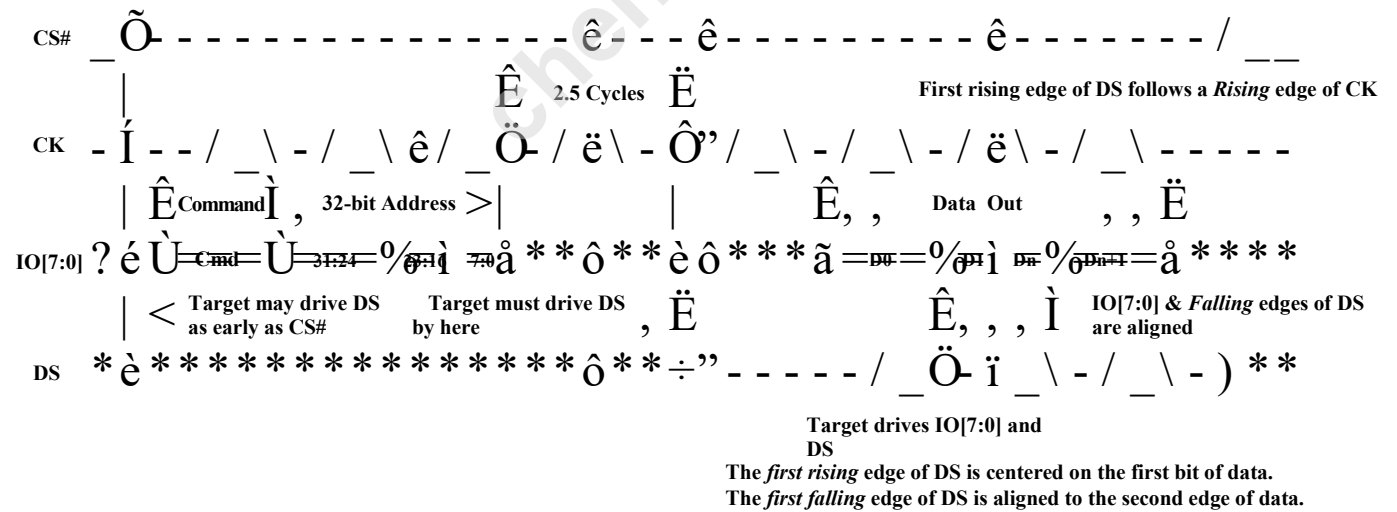 CS# _Õ- - - - - - - - - - - - - - - ê - - - ê - - - - - - - - - ê - - - - - - - / _ _
| Ê 2.5 Cycles Ë First rising edge of DS follows a Rising edge of CK
CK - Í - - / _ \ - / _ \ ê / _ Ö- / ë \ - Ô” / _ \ - / _ \ - / ë \ - / _ \ - - - - -
| Ê Command Ì , 32-bit Address >| | Ê, , Data Out , , Ë
IO[7:0] ? é Ù=Cmd=Ù=31:24=% ì 7:0 å * * ô * * è ô * * * ã =D0=% D1 ì Dn % Dn+1=å * * * *
| < Target may drive DS Target must drive DS , Ë Ê, , , Ì IO[7:0] & Falling edges of DS
as early as CS# by here are aligned
DS * è * * * * * * * * * * * * * * * ô * * ÷” - - - - - / _ Ö- ï _ \ - / _ \ - ) * *
Target drives IO[7:0] and
DS
The first rising edge of DS is centered on the first bit of data.
The first falling edge of DS is aligned to the second edge of data.